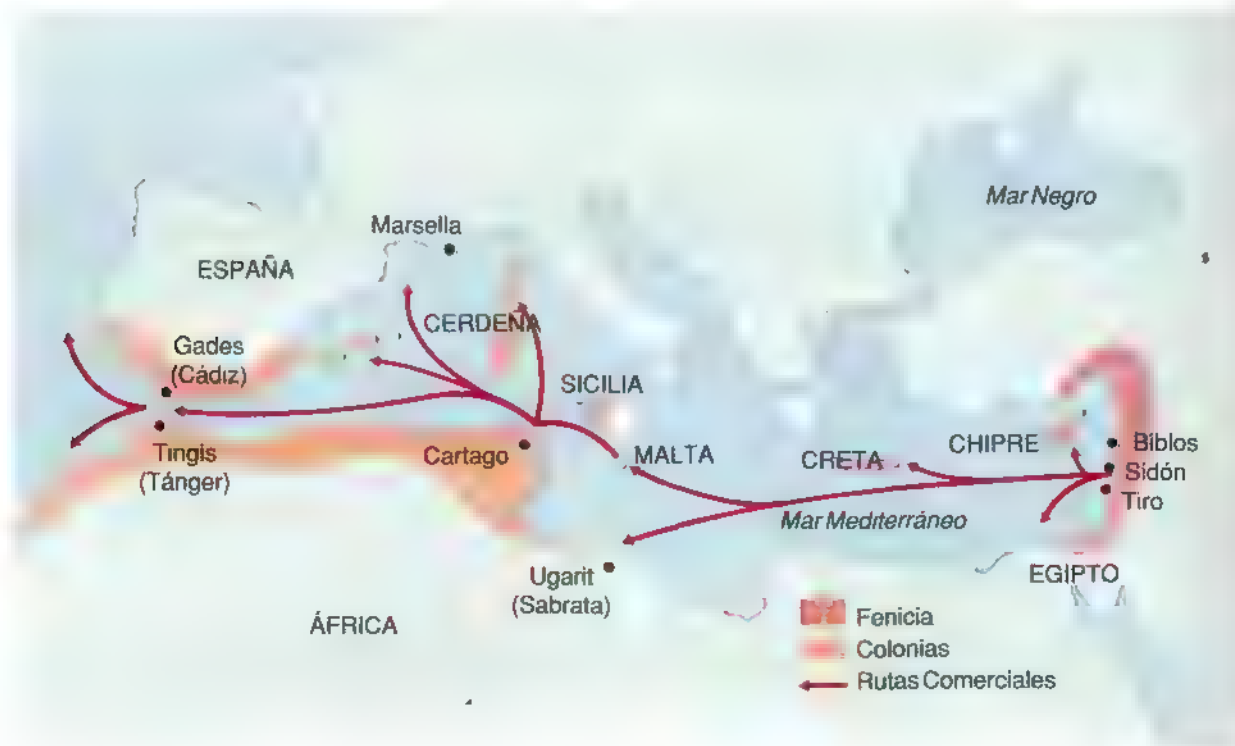 Mar Negro
Marsella
ESPAÑA
CERDEÑA
Gades
(Cádiz)
SICILIA
Tingis
(Tánger)
Cartago
MALTA
CRETA
CHIPRE
Biblos
Sidón
Tiro
Mar Mediterráneo
Ugarit
(Sabrata)
EGIPTO
ÁFRICA
Fenicia
Colonias
Rutas Comerciales